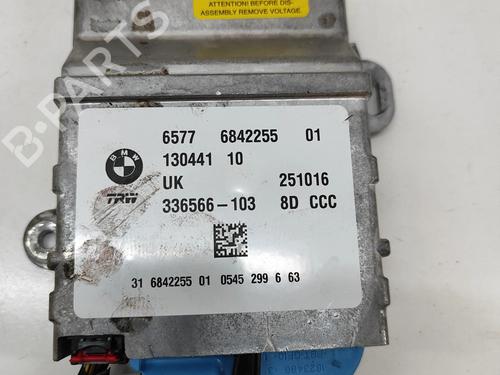 ATTENTION! BEFORE DIS-
ASSEMBLY REMOVE VOLTAGE.
B-PARTS
6577 6842255 01
BMW
130441 10
UK 251016
TRW
336566-103 8D CCC
31 6842255 01 0545 299 6 63